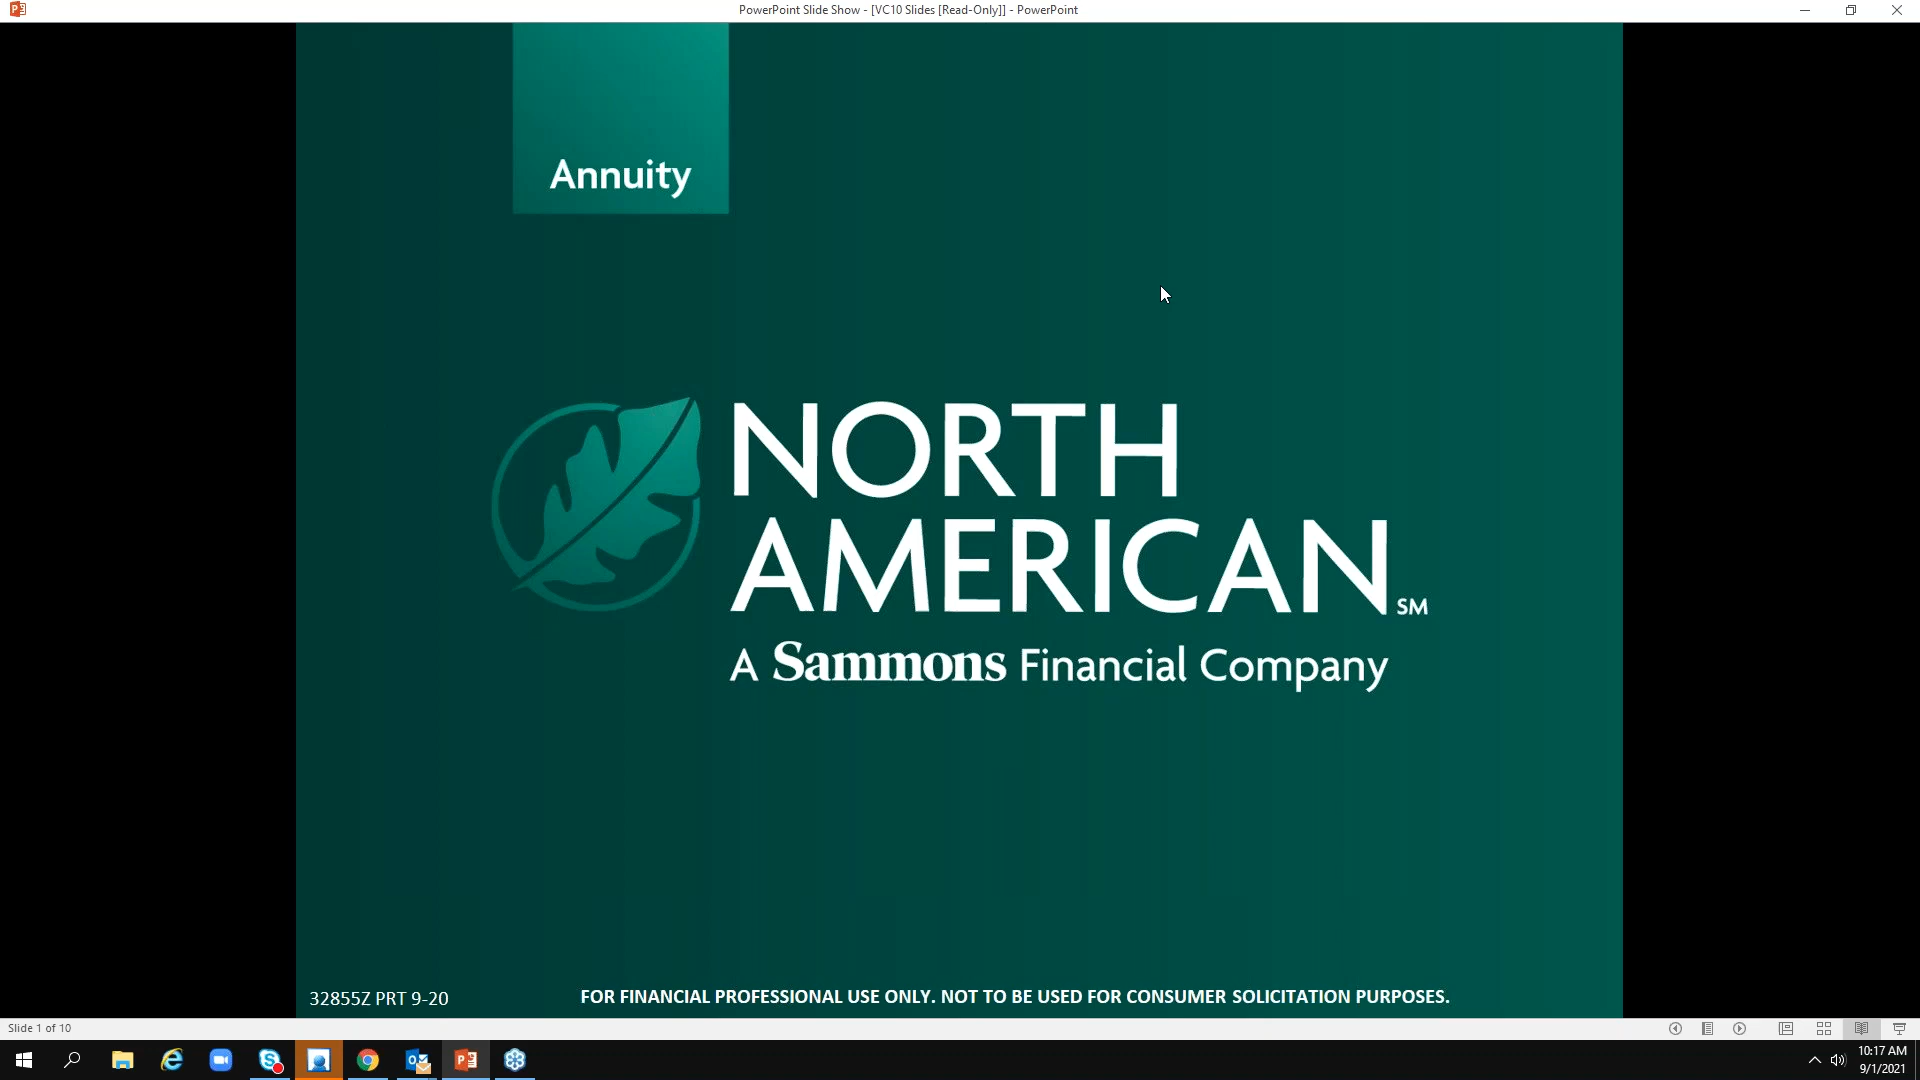 PowerPoint Slide Show - [VC10 Slides [Read-Only]] - PowerPoint
Annuity
NORTH
AMERICAN SM
A Sammons Financial Company
32855Z PRT 9-20
FOR FINANCIAL PROFESSIONAL USE ONLY. NOT TO BE USED FOR CONSUMER SOLICITATION PURPOSES.
Slide 1 of 10
10:17 AM
9/1/2021